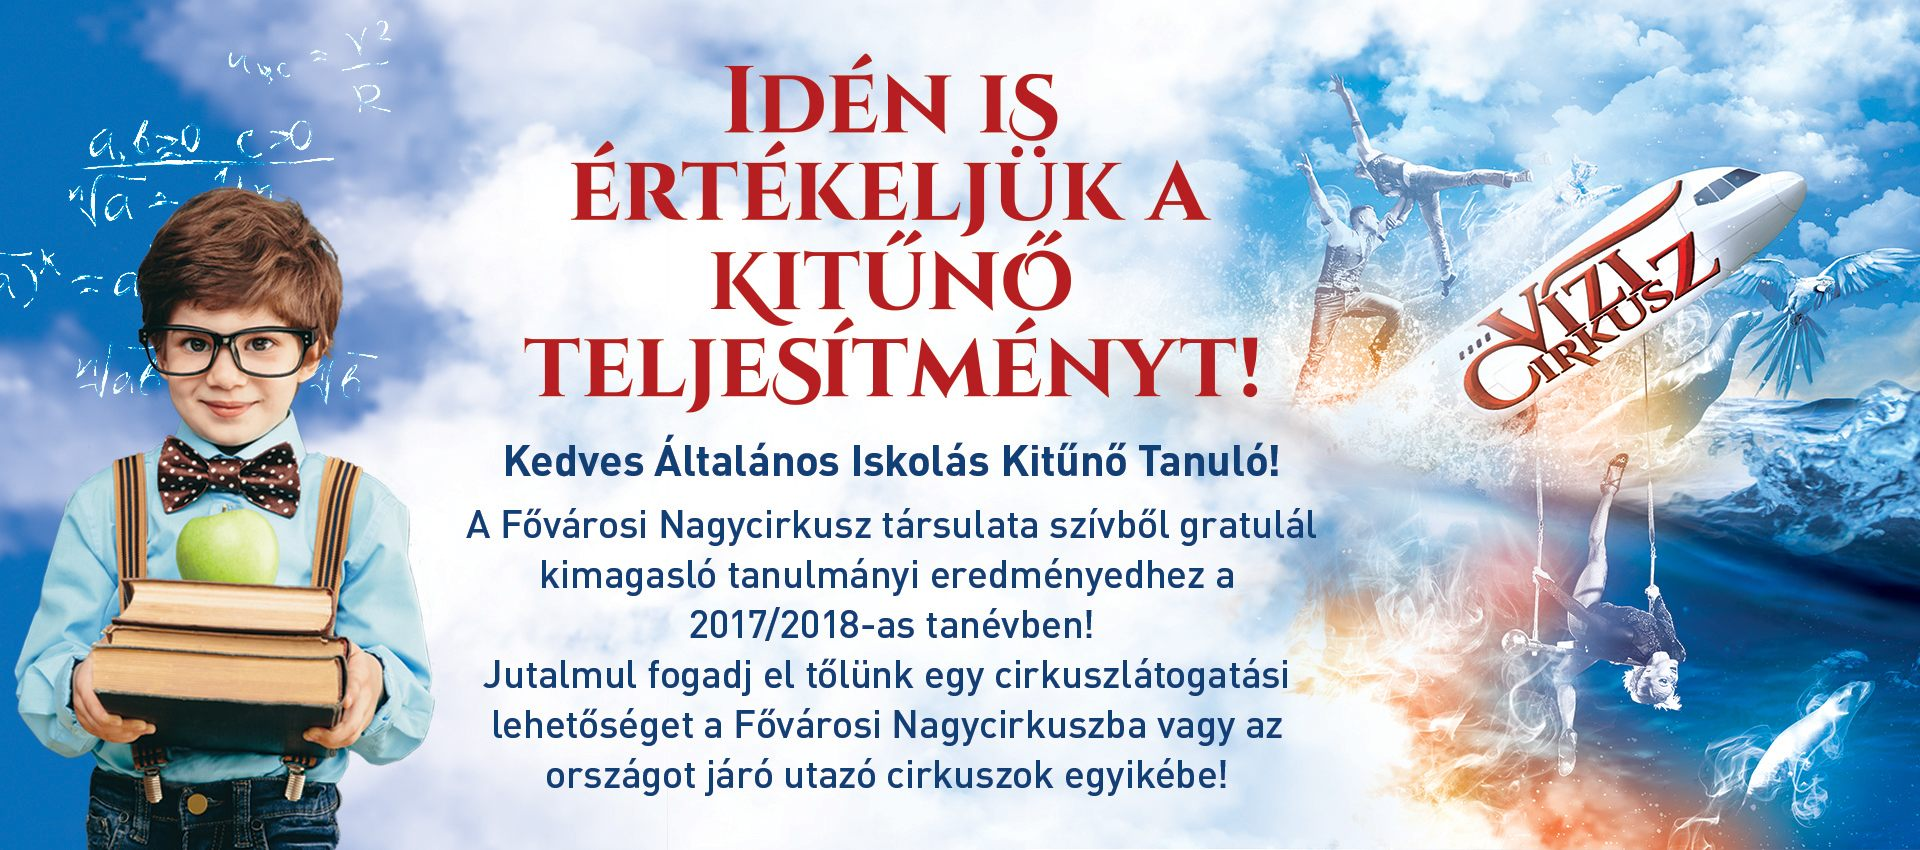 IDÉN IS
ÉRTÉKELJÜK A
KITŰNŐ
TELJESÍTMÉNYT!
Kedves Általános Iskolás Kitűnő Tanuló!
A Fővárosi Nagycirkusz társulata szívből gratulál
kimagasló tanulmányi eredményedhez a
2017/2018-as tanévben!
Jutalmul fogadj el tőlünk egy cirkuszlátogatási
lehetőséget a Fővárosi Nagycirkuszba vagy az
országot járó utazó cirkuszok egyikébe!
VÍZI
CIRKUSZ
a, b ≥ 0 c > 0